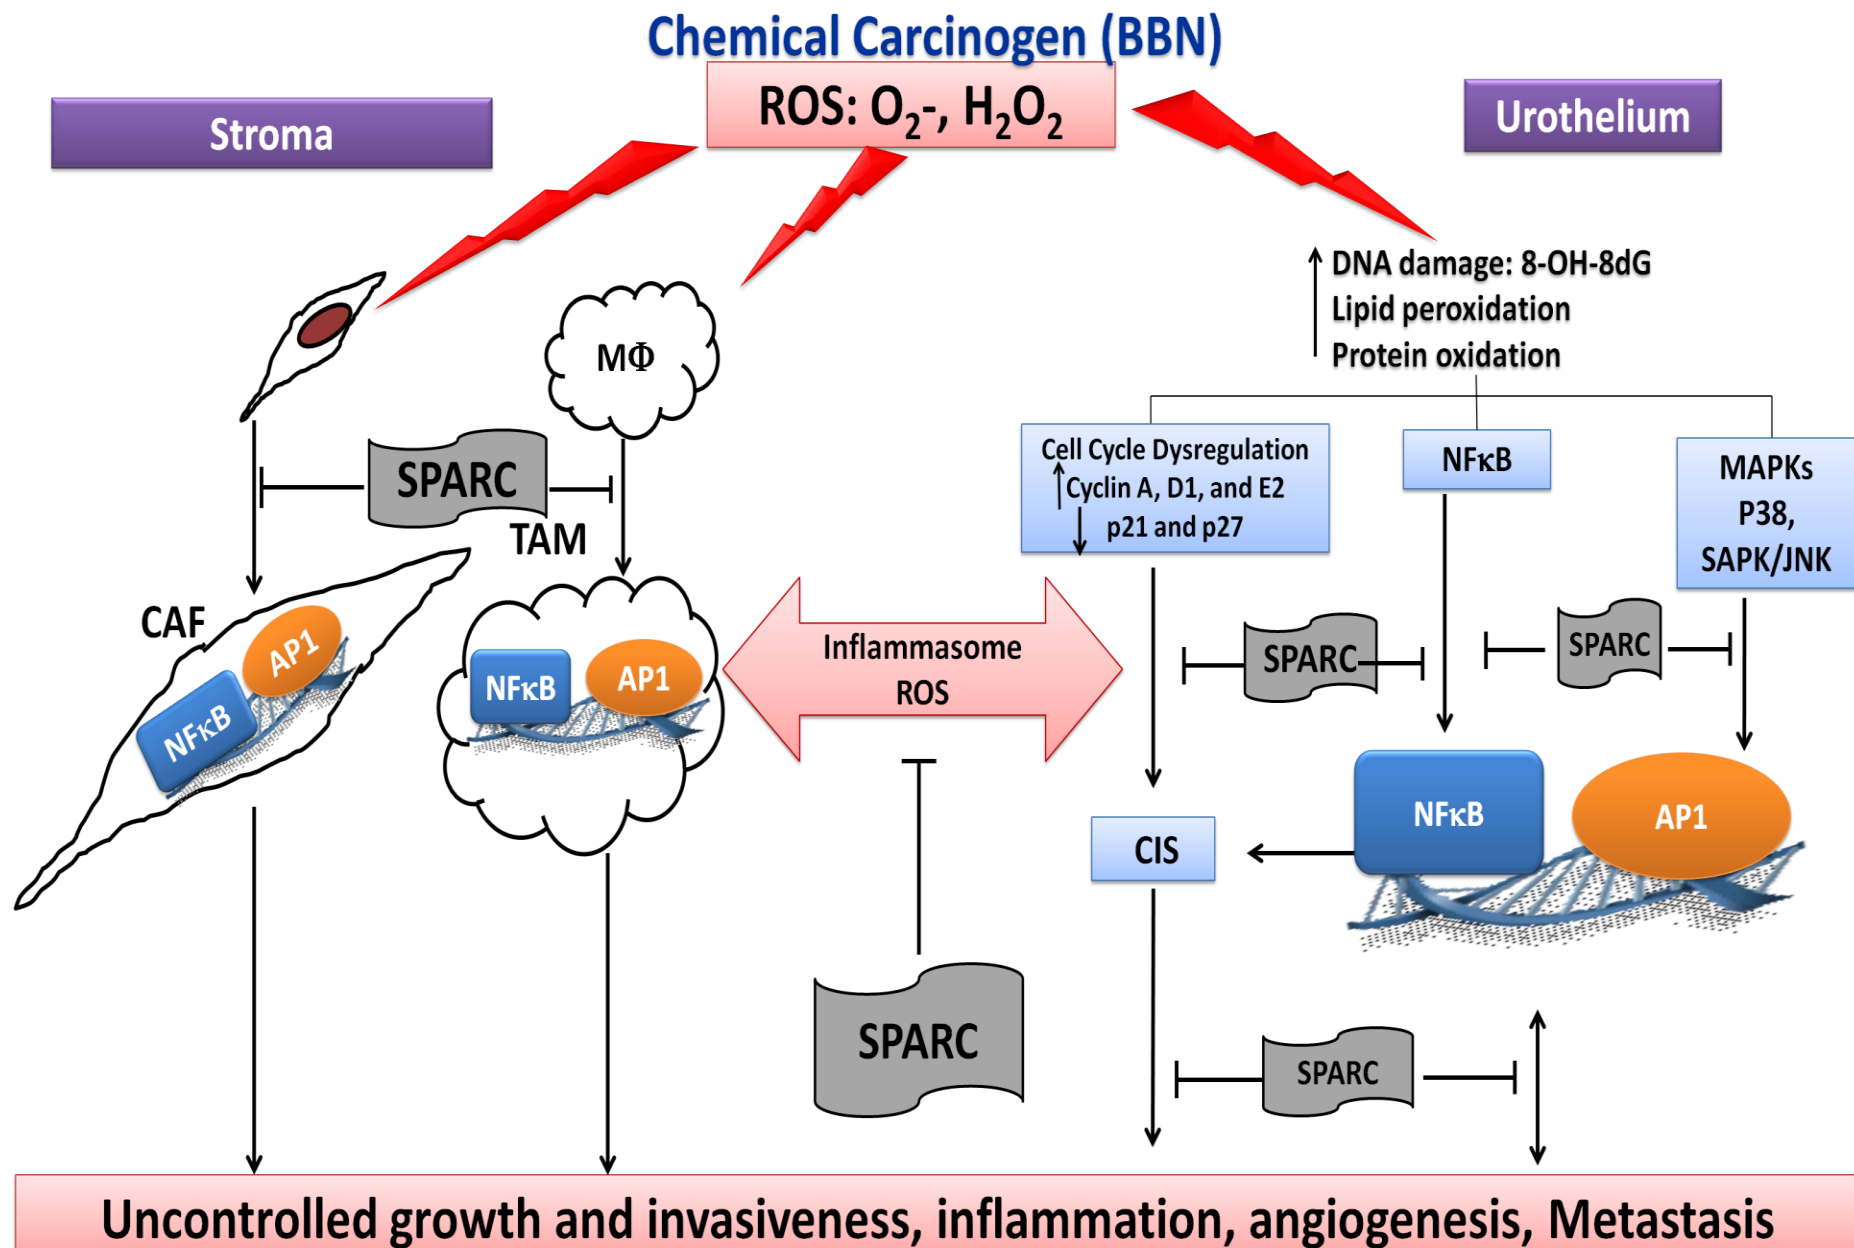 Chemical Carcinogen (BBN)
ROS: O₂-, H₂O₂
Stroma
Urothelium
DNA damage: 8-OH-8dG
Lipid peroxidation
Protein oxidation
MΦ
SPARC
TAM
CAF
AP1
NFκB
NFκB
AP1
Inflammasome
ROS
SPARC
Cell Cycle Dysregulation
Cyclin A, D1, and E2
p21 and p27
NFκB
MAPKs
P38,
SAPK/JNK
SPARC
SPARC
CIS
NFκB
AP1
SPARC
Uncontrolled growth and invasiveness, inflammation, angiogenesis, Metastasis